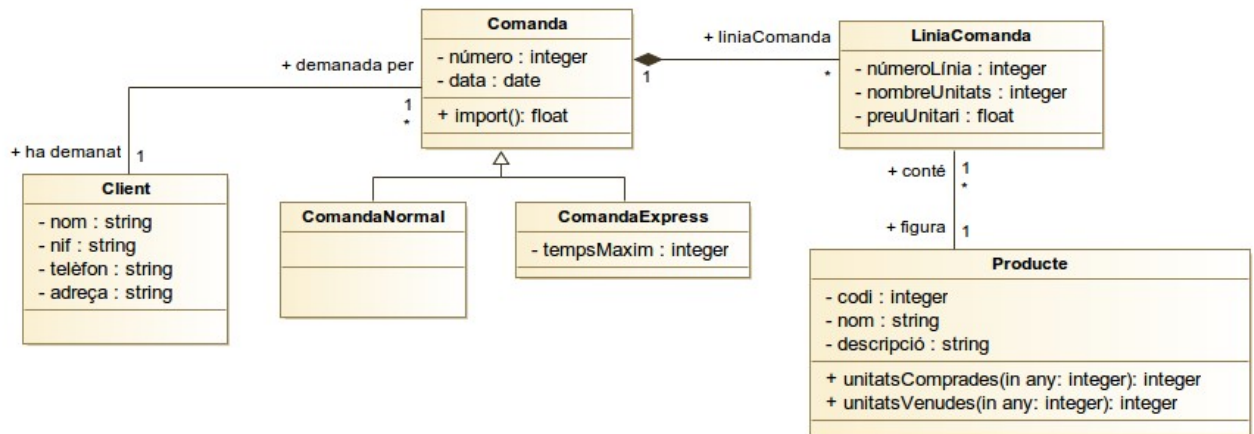 Comanda
- número : integer
- data : date
+ import(): float
+ liniaComanda
1
*
LiniaComanda
- númeroLínia : integer
- nombreUnitats : integer
- preuUnitari : float
+ demanada per
1
*
+ ha demanat
1
Client
- nom : string
- nif : string
- telèfon : string
- adreça : string
ComandaNormal
ComandaExpress
- tempsMaxim : integer
+ conté
1
*
+ figura
1
Producte
- codi : integer
- nom : string
- descripció : string
+ unitatsComprades(in any: integer): integer
+ unitatsVenudes(in any: integer): integer